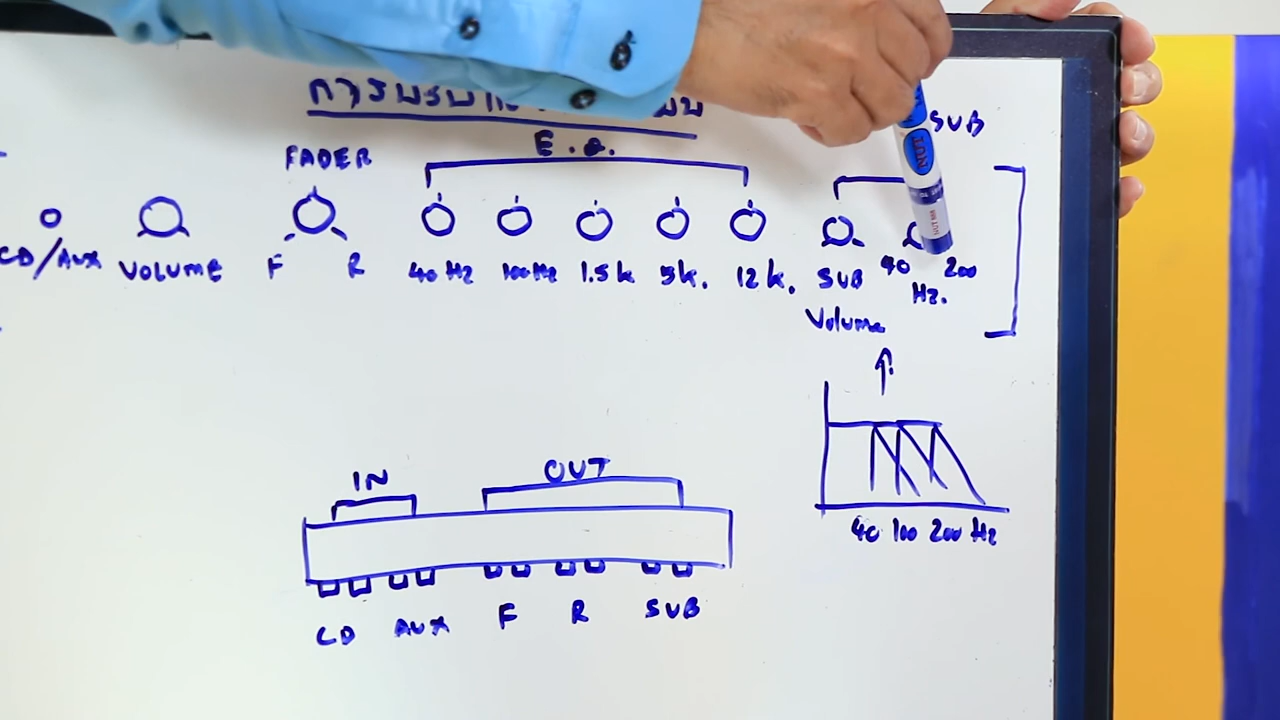 SUB
E.Q.
FADER
CD/AUX VOLUME F R 40 Hz 100 Hz 1.5 k 5k. 12 k. SUB 40 200
Volume Hz.
IN OUT
40 100 200 Hz
CD AUX F R SUB